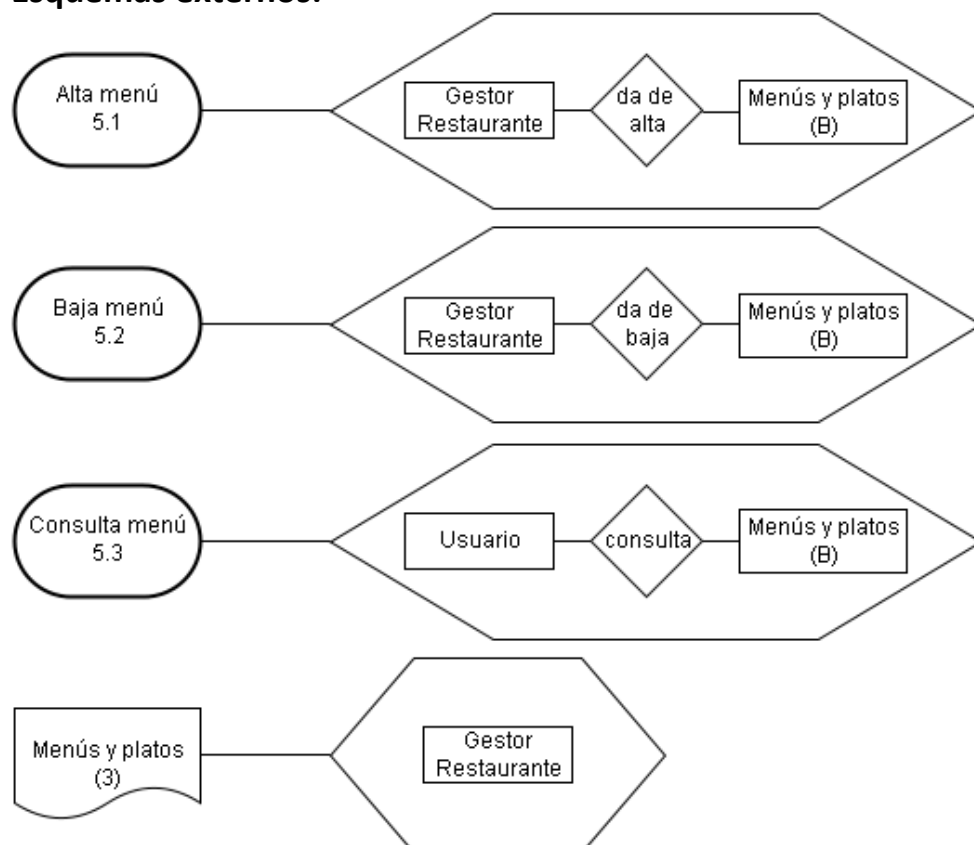 Esquemas externos:
Alta menú
5.1
Gestor
Restaurante
da de
alta
Menús y platos
(B)
Baja menú
5.2
Gestor
Restaurante
da de
baja
Menús y platos
(B)
Consulta menú
5.3
Usuario
consulta
Menús y platos
(B)
Menús y platos
(3)
Gestor
Restaurante